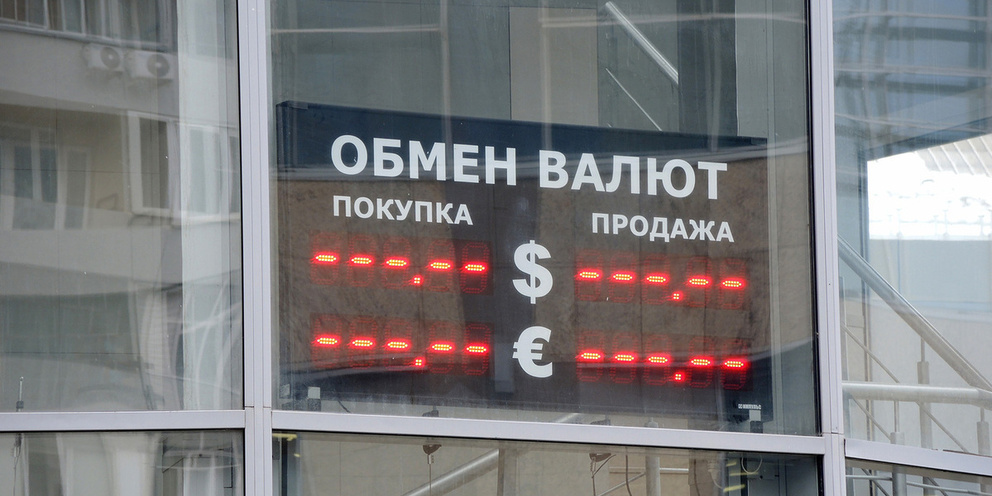 ОБМЕН ВАЛЮТ
ПОКУПКА ПРОДАЖА
---.-- $ ---.--
---.-- € ---.--